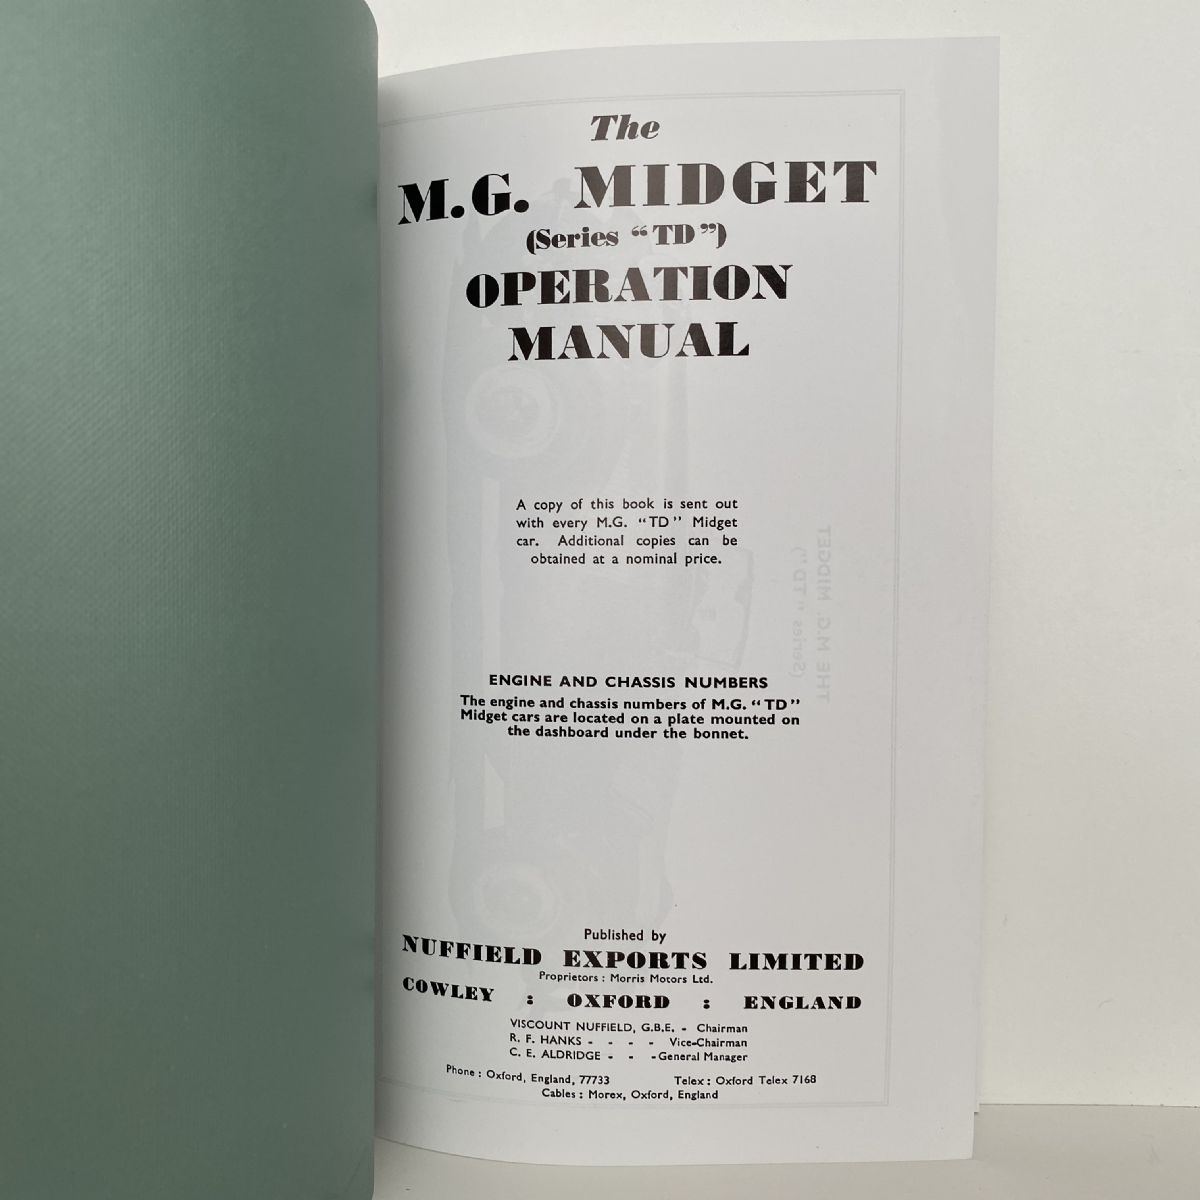 The
M.G. MIDGET
(Series “TD”)
OPERATION
MANUAL
A copy of this book is sent out
with every M.G. “TD” Midget
car. Additional copies can be
obtained at a nominal price.
THE M.G. MIDGET
(Series “TD”)
ENGINE AND CHASSIS NUMBERS
The engine and chassis numbers of M.G. “TD”
Midget cars are located on a plate mounted on
the dashboard under the bonnet.
Published by
NUFFIELD EXPORTS LIMITED
Proprietors : Morris Motors Ltd.
COWLEY : OXFORD : ENGLAND
VISCOUNT NUFFIELD, G.B.E. - Chairman
R. F. HANKS - - - - Vice-Chairman
C. E. ALDRIDGE - - - General Manager
Phone : Oxford, England, 77733 Telex : Oxford Telex 7168
Cables : Morex, Oxford, England